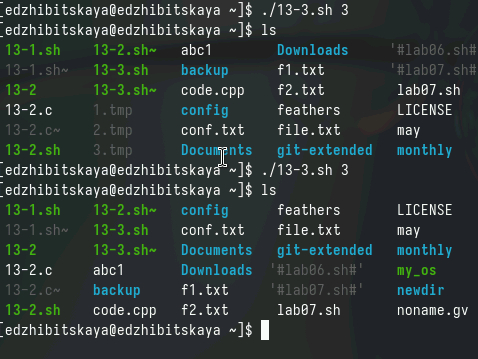 [edzhibitskaya@edzhibitskaya ~]$ ./13-3.sh 3
[edzhibitskaya@edzhibitskaya ~]$ ls
13-1.sh 13-2.sh~ abc1 Downloads '#lab06.sh#
13-1.sh~ 13-3.sh backup f1.txt '#lab07.sh#
13-2 13-3.sh~ code.cpp f2.txt lab07.sh
13-2.c 1.tmp config feathers LICENSE
13-2.c~ 2.tmp conf.txt file.txt may
13-2.sh 3.tmp Documents git-extended monthly
[edzhibitskaya@edzhibitskaya ~]$ ./13-3.sh 3
[edzhibitskaya@edzhibitskaya ~]$ ls
13-1.sh 13-2.sh~ config feathers LICENSE
13-1.sh~ 13-3.sh conf.txt file.txt may
13-2 13-3.sh~ Documents git-extended monthly
13-2.c abc1 Downloads '#lab06.sh#' my_os
13-2.c~ backup f1.txt '#lab07.sh#' newdir
13-2.sh code.cpp f2.txt lab07.sh noname.gv
[edzhibitskaya@edzhibitskaya ~]$